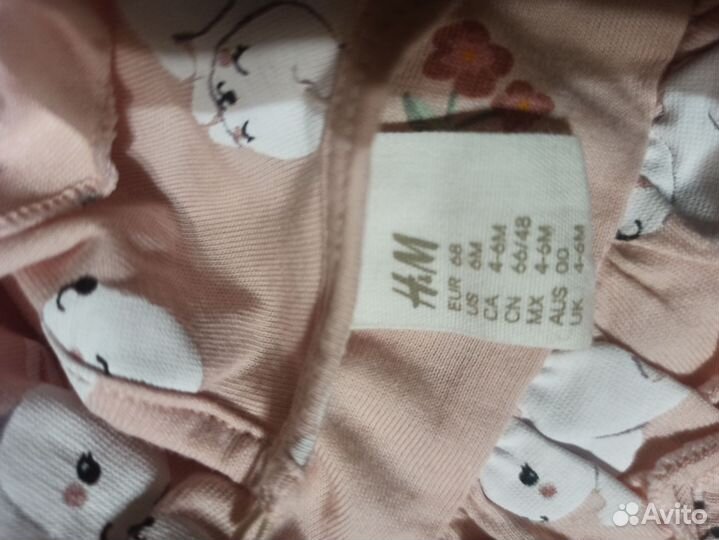 H&M
EUR 68
US 6M
CA 4-6M
CN 66/48
MX 4-6M
AUS 00
UK 4-6M
Avito